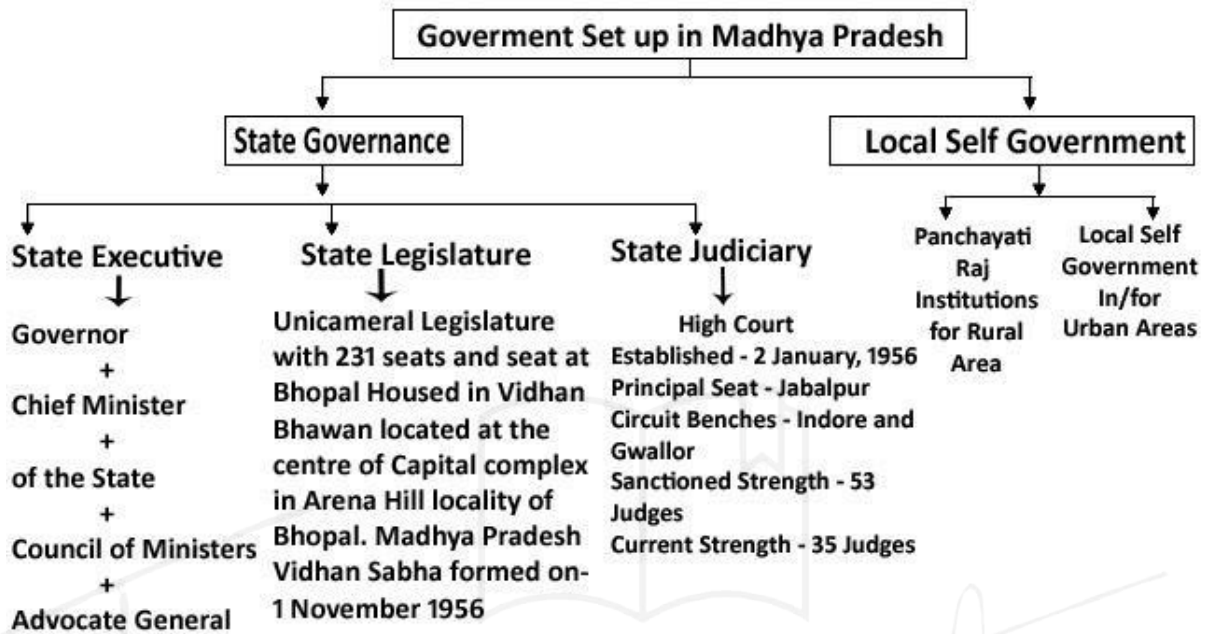 Goverment Set up in Madhya Pradesh
State Governance
Local Self Government
State Executive
Governor
+
Chief Minister
+
of the State
+
Council of Ministers
+
Advocate General
State Legislature
Unicameral Legislature
with 231 seats and seat at
Bhopal Housed in Vidhan
Bhawan located at the
centre of Capital complex
in Arena Hill locality of
Bhopal. Madhya Pradesh
Vidhan Sabha formed on-
1 November 1956
State Judiciary
High Court
Established - 2 January, 1956
Principal Seat - Jabalpur
Circuit Benches - Indore and
Gwallor
Sanctioned Strength - 53
Judges
Current Strength - 35 Judges
Panchayati
Raj
Institutions
for Rural
Area
Local Self
Government
In/for
Urban Areas